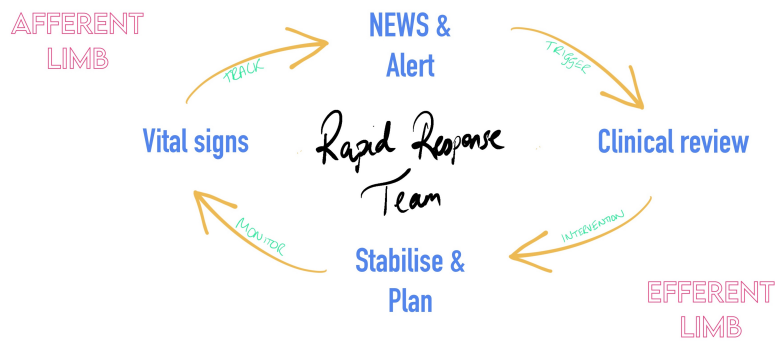 AFFERENT
LIMB
NEWS &
Alert
TRACK
TRIGGER
Vital signs
Rapid Response
Team
Clinical review
MONITOR
INTERVENTION
Stabilise &
Plan
EFFERENT
LIMB